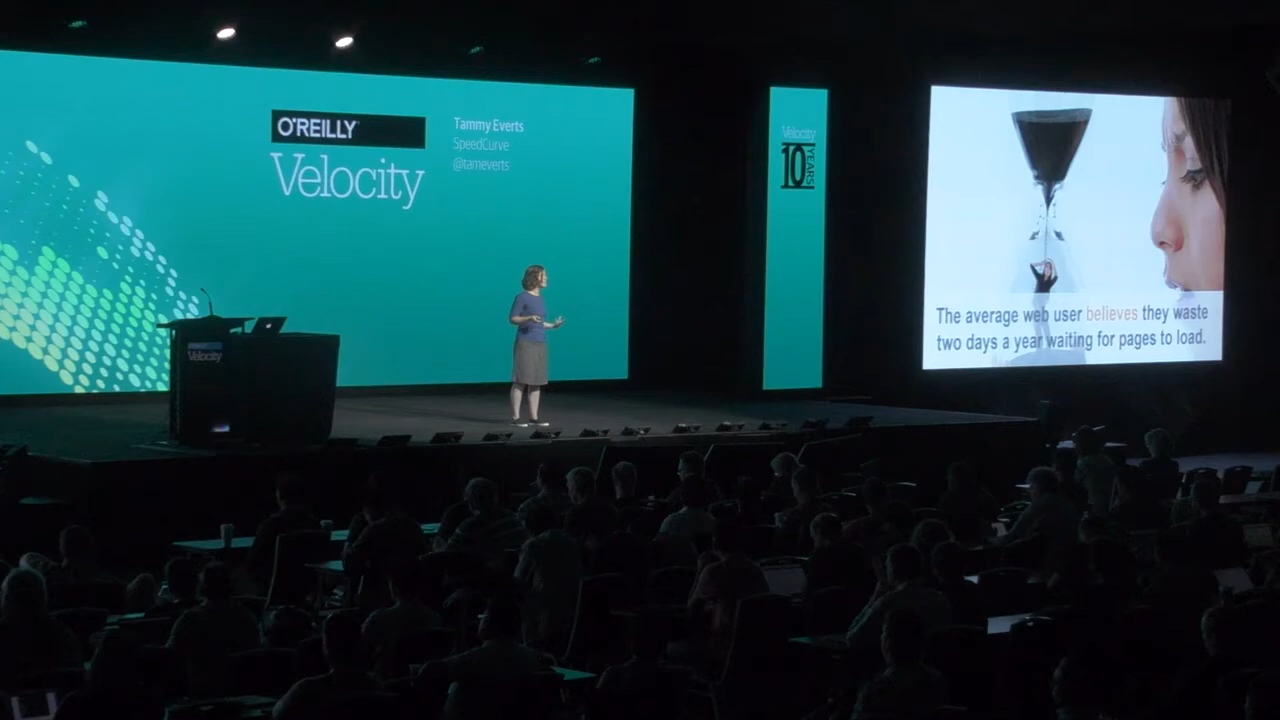 O'REILLY
Velocity
Tammy Everts
SpeedCurve
@tameverts
Velocity
10 YEARS
The average web user believes they waste
two days a year waiting for pages to load.
Velocity